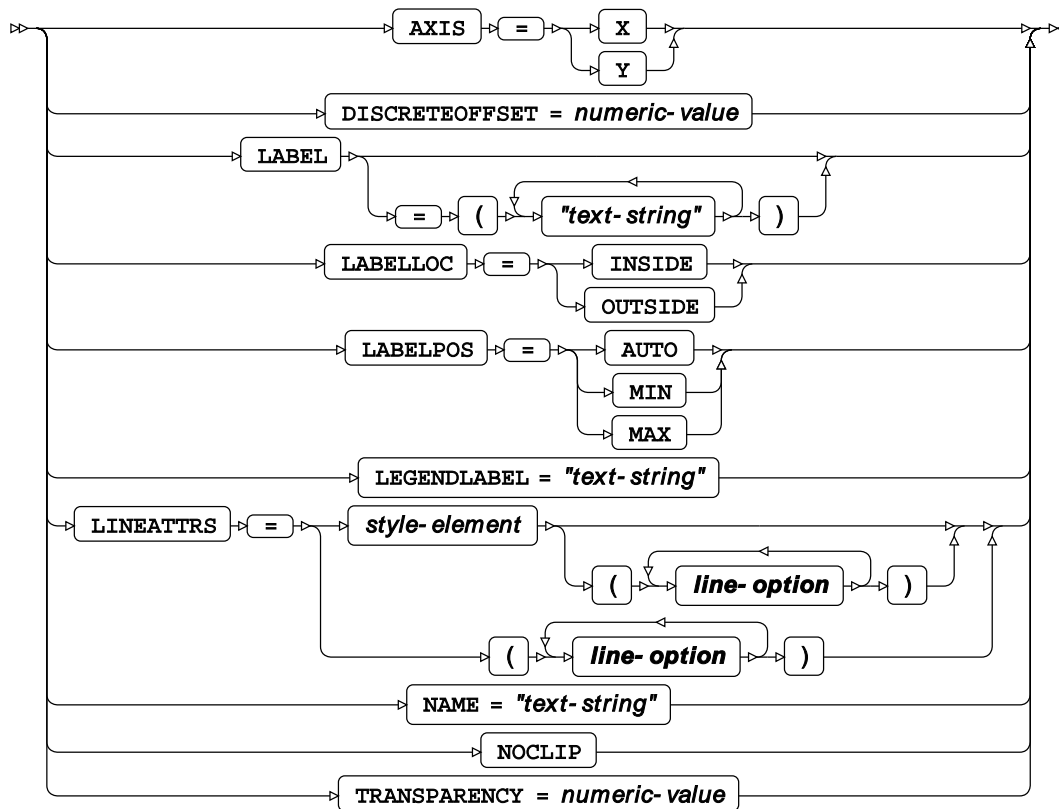 AXIS = X
Y
DISCRETEOFFSET = numeric-value
LABEL
= ( "text-string" )
LABELLOC = INSIDE
OUTSIDE
LABELPOS = AUTO
MIN
MAX
LEGENDLABEL = "text-string"
LINEATTRS = style-element
( line-option )
( line-option )
NAME = "text-string"
NOCLIP
TRANSPARENCY = numeric-value